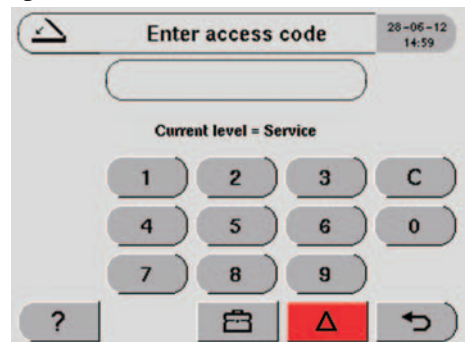 Enter access code
28-06-12
14:59
Current level = Service
1 2 3 C
4 5 6 0
7 8 9
?